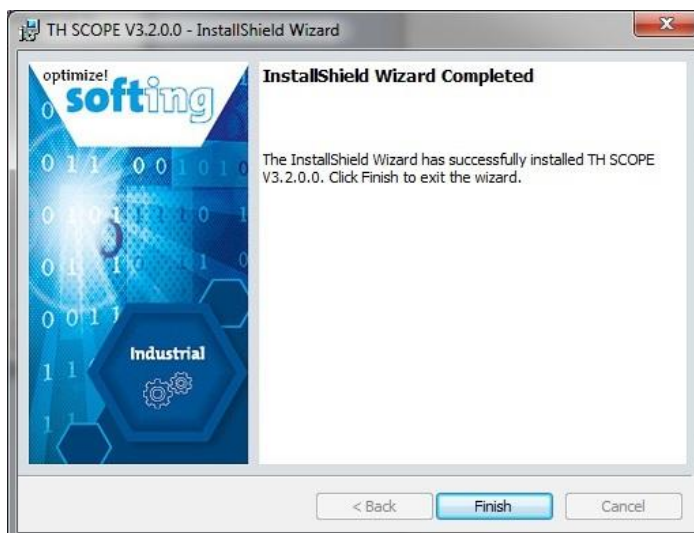 TH SCOPE V3.2.0.0 - InstallShield Wizard
optimize!
softing
InstallShield Wizard Completed
The InstallShield Wizard has successfully installed TH SCOPE
V3.2.0.0. Click Finish to exit the wizard.
Industrial
< Back
Finish
Cancel